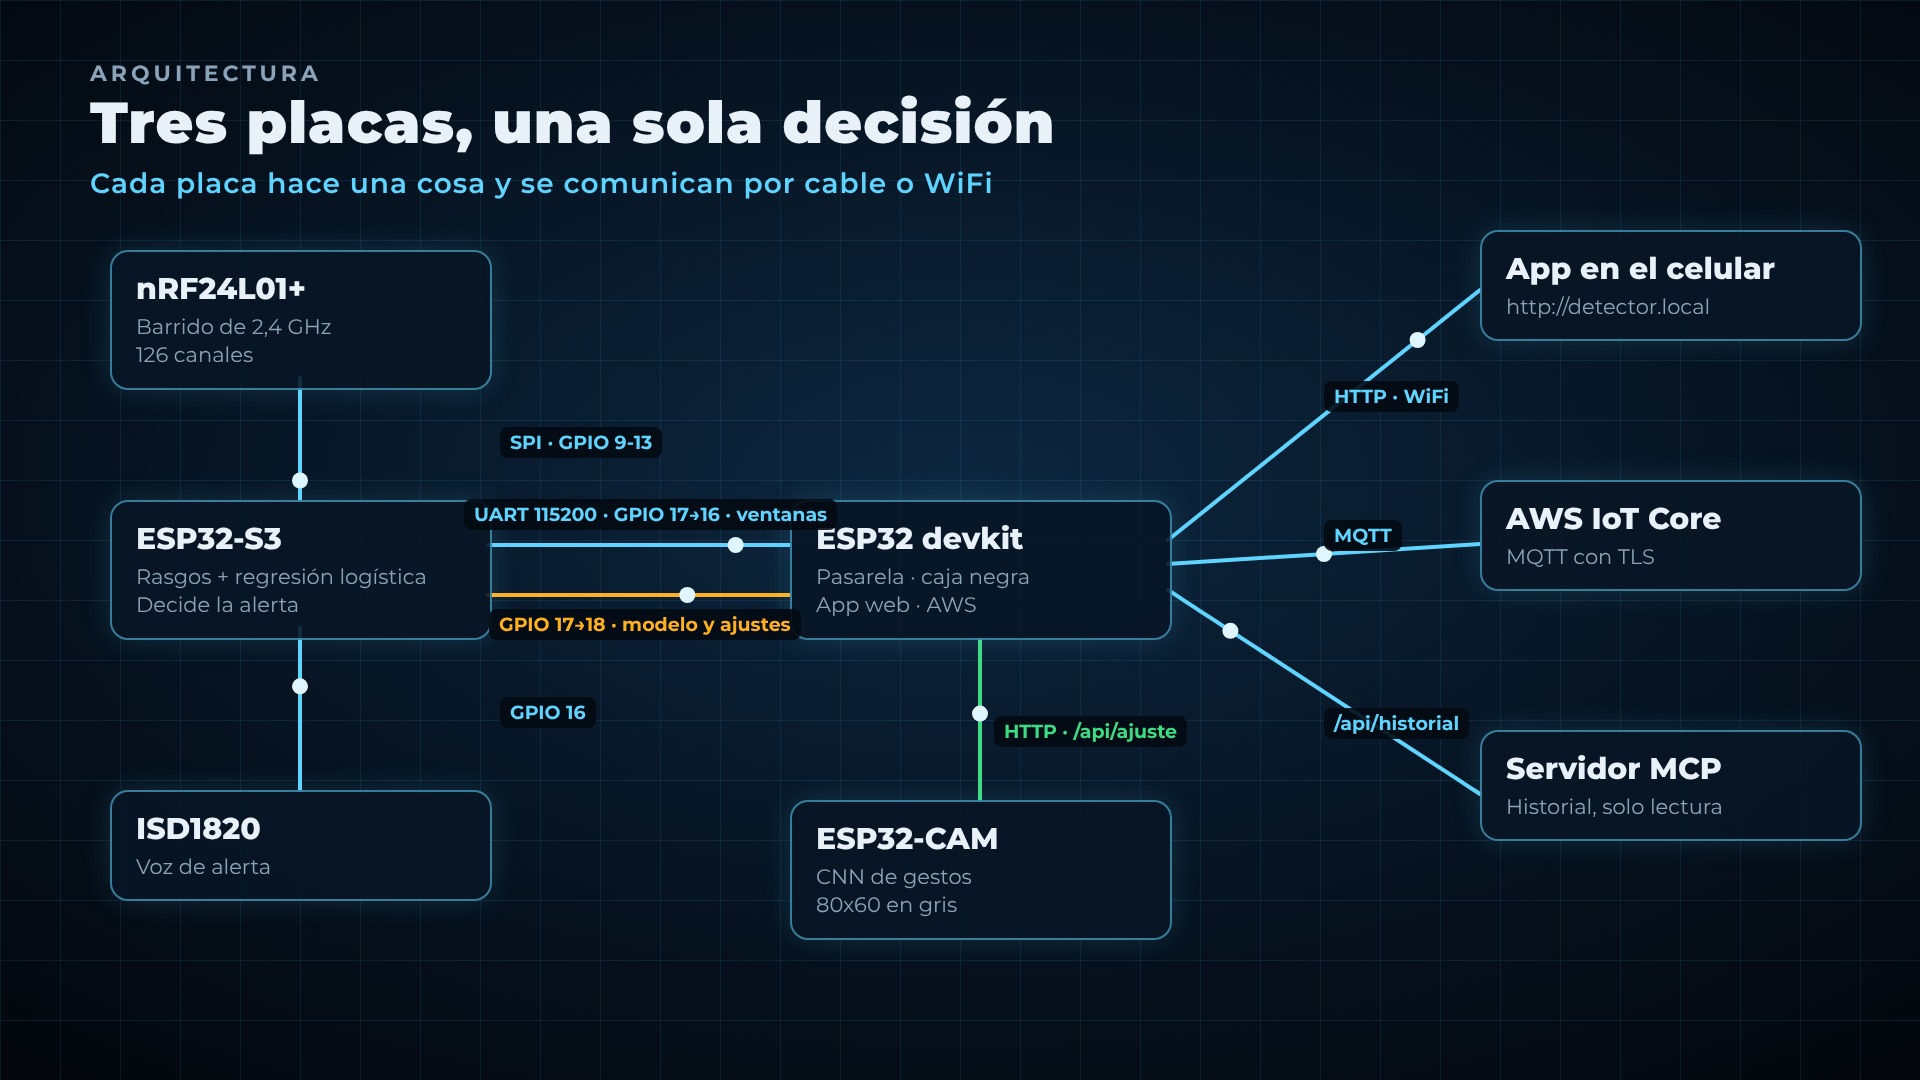 ARQUITECTURA
Tres placas, una sola decisión
Cada placa hace una cosa y se comunican por cable o WiFi
nRF24L01+
Barrido de 2,4 GHz
126 canales
SPI · GPIO 9-13
ESP32-S3
Rasgos + regresión logística
Decide la alerta
UART 115200 · GPIO 17→16 · ventanas
GPIO 17→18 · modelo y ajustes
GPIO 16
ISD1820
Voz de alerta
ESP32 devkit
Pasarela · caja negra
App web · AWS
HTTP · /api/ajuste
ESP32-CAM
CNN de gestos
80x60 en gris
App en el celular
http://detector.local
HTTP · WiFi
AWS IoT Core
MQTT con TLS
MQTT
/api/historial
Servidor MCP
Historial, solo lectura